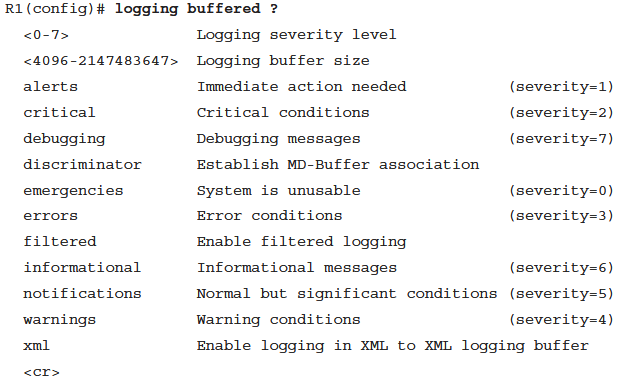 R1(config)# logging buffered ?
<0-7> Logging severity level
<4096-2147483647> Logging buffer size
alerts Immediate action needed (severity=1)
critical Critical conditions (severity=2)
debugging Debugging messages (severity=7)
discriminator Establish MD-Buffer association
emergencies System is unusable (severity=0)
errors Error conditions (severity=3)
filtered Enable filtered logging
informational Informational messages (severity=6)
notifications Normal but significant conditions (severity=5)
warnings Warning conditions (severity=4)
xml Enable logging in XML to XML logging buffer
<cr>